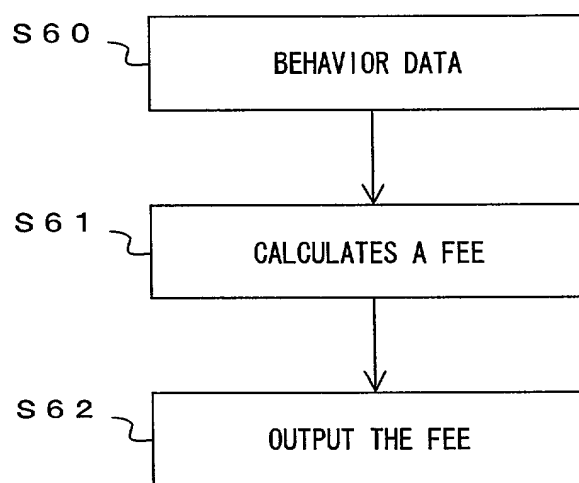 S60
BEHAVIOR DATA
S61
CALCULATES A FEE
S62
OUTPUT THE FEE